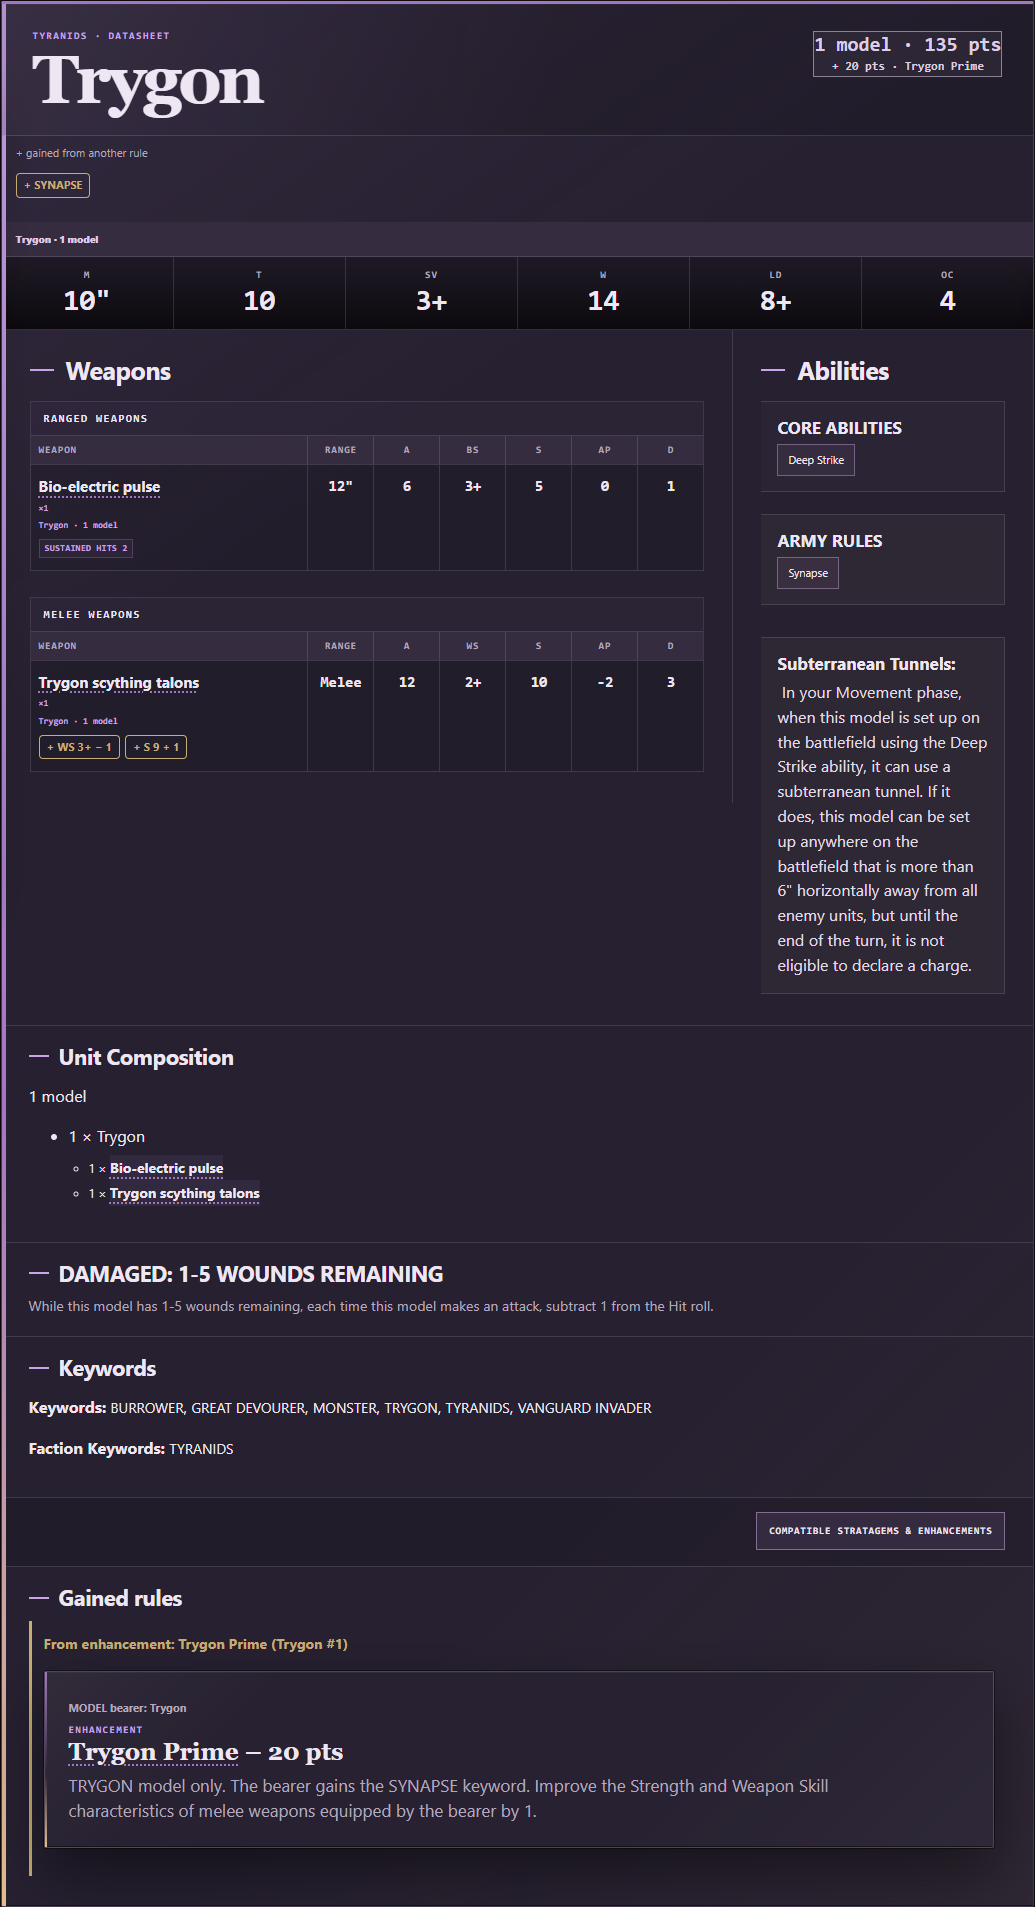 TYRANIDS · DATASHEET
Trygon
1 model · 135 pts
+ 20 pts · Trygon Prime
+ gained from another rule
+ SYNAPSE
Trygon · 1 model
M T SV W LD OC
10" 10 3+ 14 8+ 4
Weapons
RANGED WEAPONS
WEAPON RANGE A BS S AP D
Bio-electric pulse 12" 6 3+ 5 0 1
×1
Trygon · 1 model
SUSTAINED HITS 2
MELEE WEAPONS
WEAPON RANGE A WS S AP D
Trygon scything talons Melee 12 2+ 10 -2 3
×1
Trygon · 1 model
+ WS 3+ − 1 + S 9 + 1
Abilities
CORE ABILITIES
Deep Strike
ARMY RULES
Synapse
Subterranean Tunnels:
In your Movement phase,
when this model is set up on
the battlefield using the Deep
Strike ability, it can use a
subterranean tunnel. If it
does, this model can be set
up anywhere on the
battlefield that is more than
6" horizontally away from all
enemy units, but until the
end of the turn, it is not
eligible to declare a charge.
Unit Composition
1 model
• 1 × Trygon
◦ 1 × Bio-electric pulse
◦ 1 × Trygon scything talons
DAMAGED: 1-5 WOUNDS REMAINING
While this model has 1-5 wounds remaining, each time this model makes an attack, subtract 1 from the Hit roll.
Keywords
Keywords: BURROWER, GREAT DEVOURER, MONSTER, TRYGON, TYRANIDS, VANGUARD INVADER
Faction Keywords: TYRANIDS
COMPATIBLE STRATAGEMS & ENHANCEMENTS
Gained rules
From enhancement: Trygon Prime (Trygon #1)
MODEL bearer: Trygon
ENHANCEMENT
Trygon Prime – 20 pts
TRYGON model only. The bearer gains the SYNAPSE keyword. Improve the Strength and Weapon Skill
characteristics of melee weapons equipped by the bearer by 1.